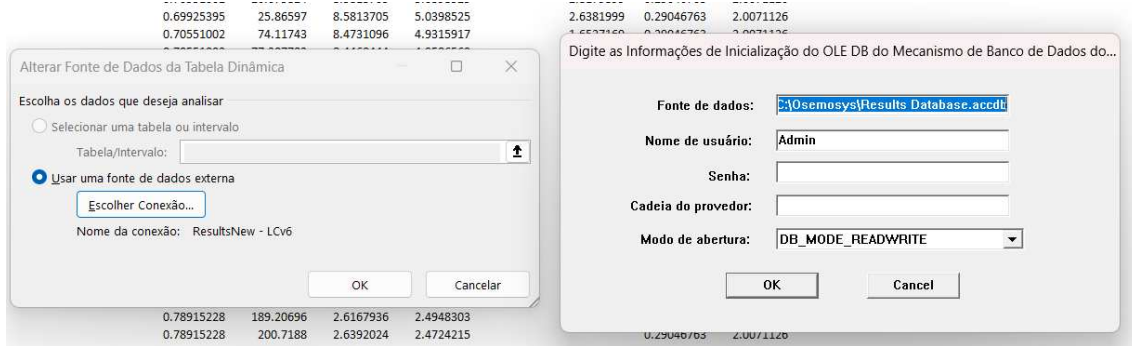 0.69925395 25.86597 8.5813705 5.0398525 2.6381999 0.29046763 2.0071126
0.70551002 74.11743 8.4731096 4.9315917
Alterar Fonte de Dados da Tabela Dinâmica
Escolha os dados que deseja analisar
Selecionar uma tabela ou intervalo
Tabela/Intervalo:
Usar uma fonte de dados externa
Escolher Conexão...
Nome da conexão: ResultsNew - LCv6
OK Cancelar
Digite as Informações de Inicialização do OLE DB do Mecanismo de Banco de Dados do...
Fonte de dados: C:\Osemosys\Results Database.accdb
Nome de usuário: Admin
Senha:
Cadeia do provedor:
Modo de abertura: DB_MODE_READWRITE
OK Cancel
0.78915228 189.20696 2.6167936 2.4948303
0.78915228 200.7188 2.6392024 2.4724215 0.29046763 2.0071126